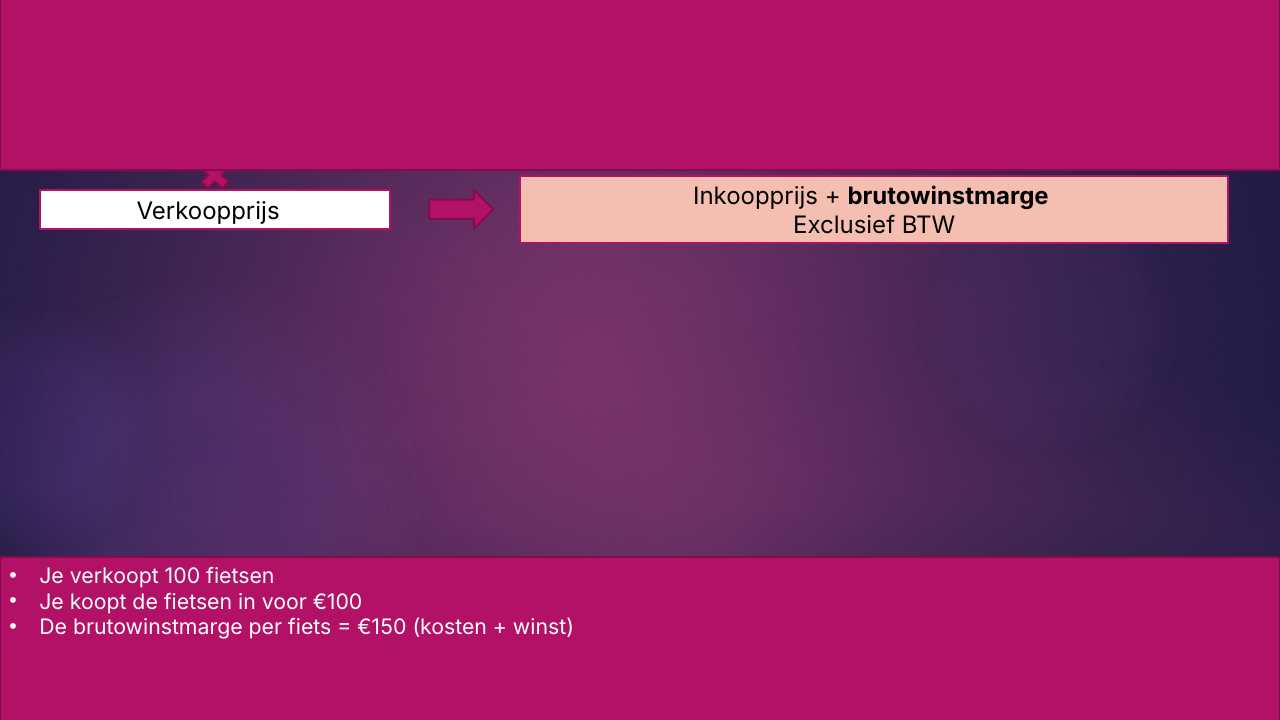 Verkoopprijs
Inkoopprijs + brutowinstmarge
Exclusief BTW
• Je verkoopt 100 fietsen
• Je koopt de fietsen in voor €100
• De brutowinstmarge per fiets = €150 (kosten + winst)